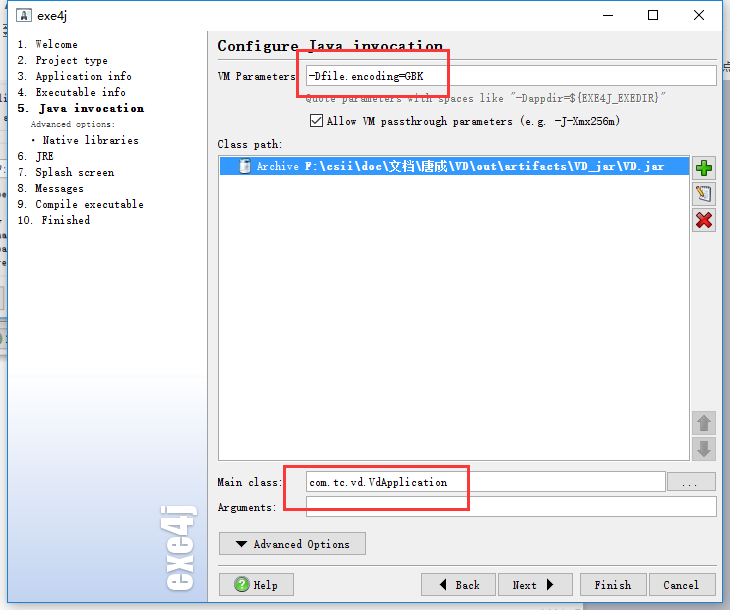 exe4j
1. Welcome
2. Project type
3. Application info
4. Executable info
5. Java invocation
Advanced options:
• Native libraries
6. JRE
7. Splash screen
8. Messages
9. Compile executable
10. Finished
exe4j
Configure Java invocation
VM Parameters -Dfile.encoding=GBK
Quote parameters with spaces like "-Dappdir=${EXE4J_EXEDIR}"
Allow VM passthrough parameters (e.g. -J-Xmx256m)
Class path:
Archive F:\csii\doc\文档\唐成\VD\out\artifacts\VD_jar\VD.jar
Main class: com.tc.vd.VdApplication ...
Arguments:
Advanced Options
Help Back Next Finish Cancel